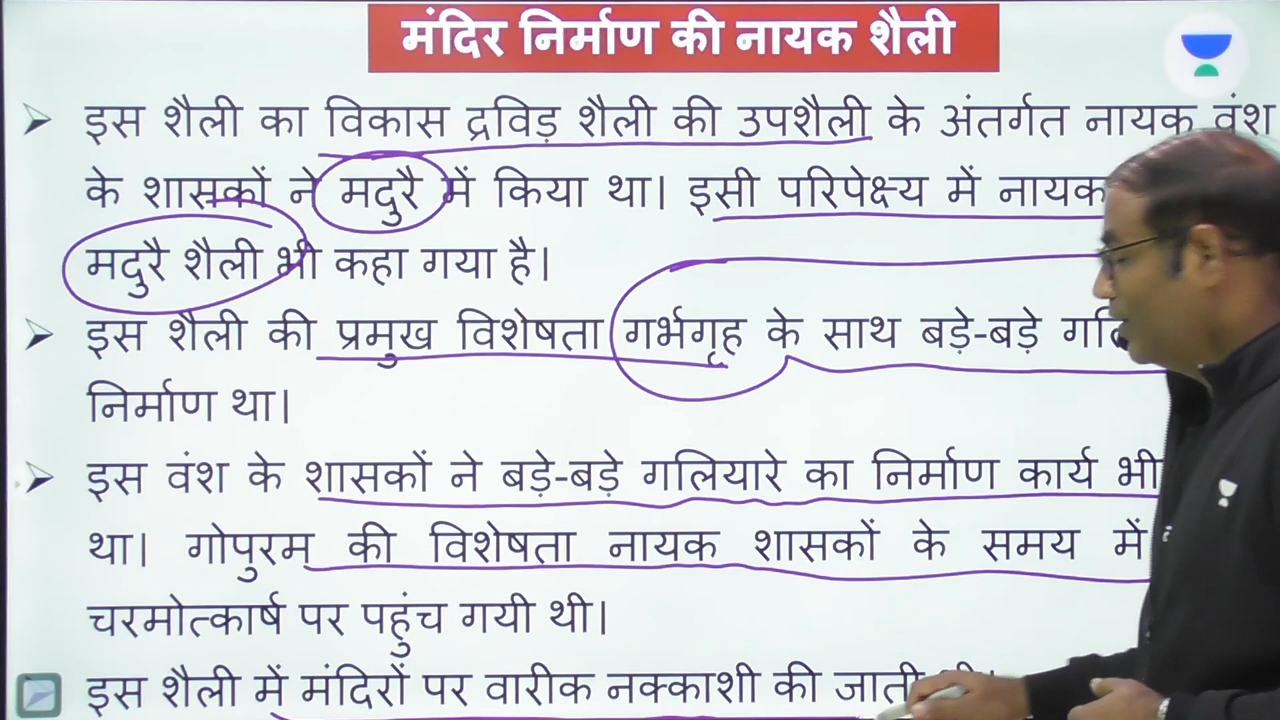 मंदिर निर्माण की नायक शैली
इस शैली का विकास द्रविड़ शैली की उपशैली के अंतर्गत नायक वंश
के शासकों ने मदुरै में किया था। इसी परिपेक्ष्य में नायक
मदुरै शैली भी कहा गया है।
इस शैली की प्रमुख विशेषता गर्भगृह के साथ बड़े-बड़े
निर्माण था।
इस वंश के शासकों ने बड़े-बड़े गलियारे का निर्माण कार्य भी
था। गोपुरम की विशेषता नायक शासकों के समय में
चरमोत्कार्ष पर पहुंच गयी थी।
इस शैली में मंदिरों पर वारीक नक्काशी की जाती